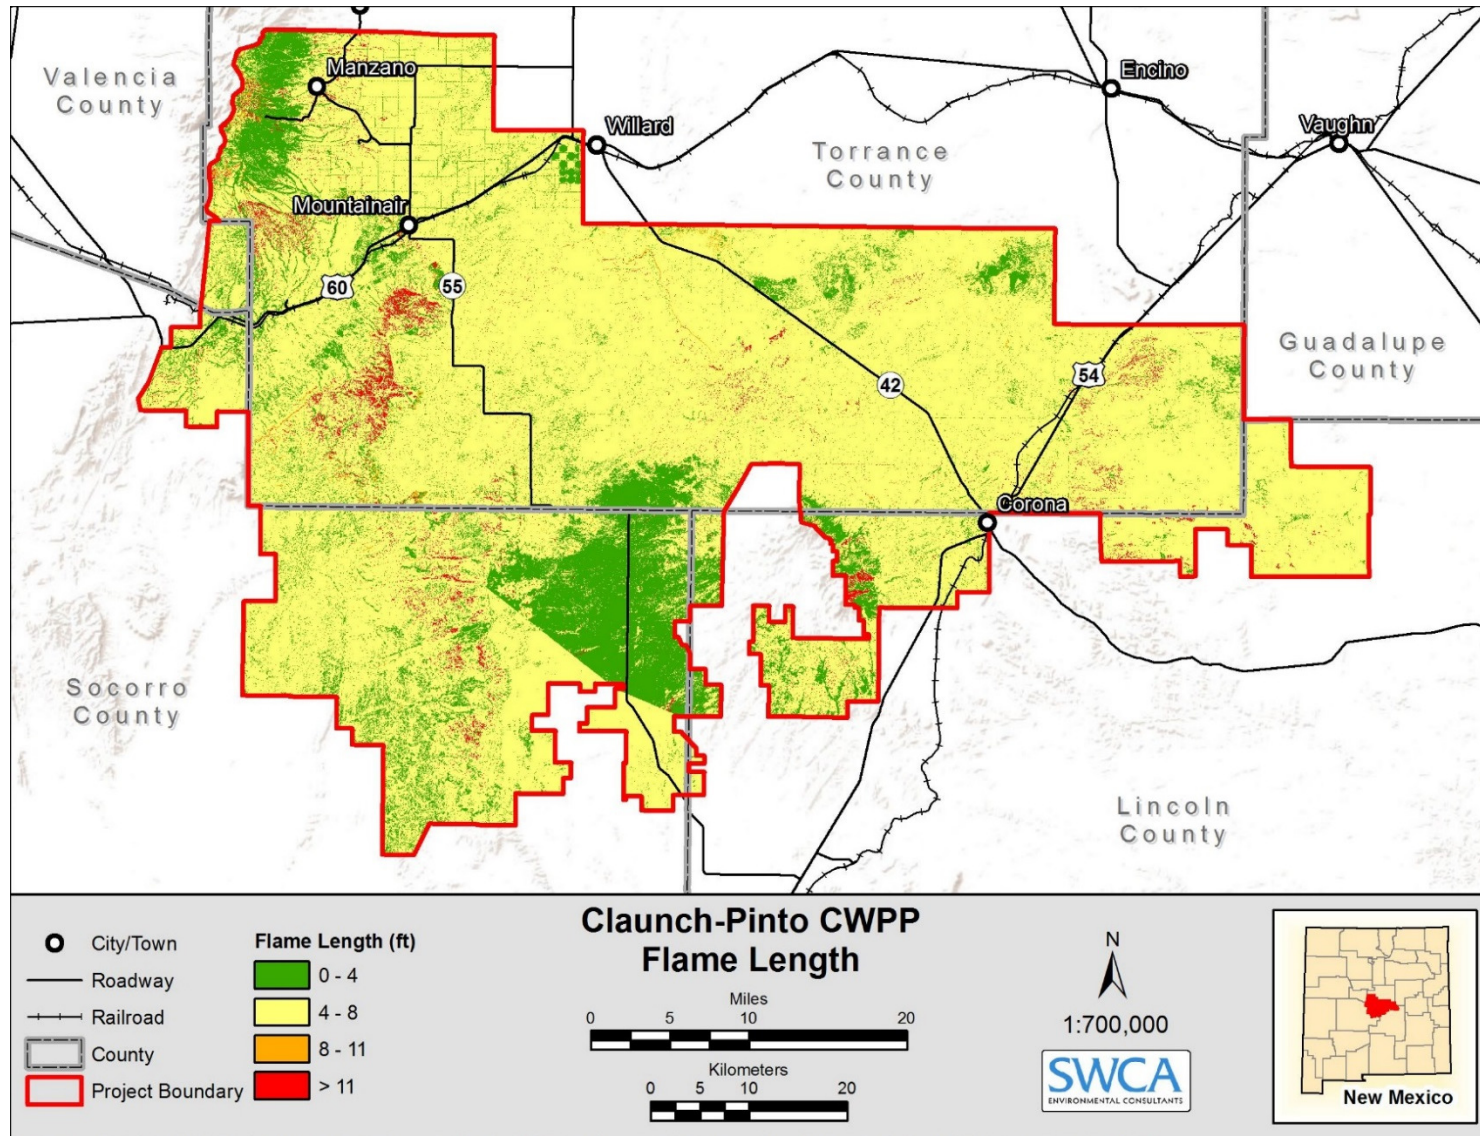 Valencia
County
Manzano
Encino
Willard
Vaughn
Torrance
County
Mountainair
60
55
Guadalupe
County
42
54
Corona
Socorro
County
Lincoln
County
City/Town
Roadway
Railroad
County
Project Boundary
Flame Length (ft)
0 - 4
4 - 8
8 - 11
> 11
Claunch-Pinto CWPP
Flame Length
Miles
0 5 10 20
Kilometers
0 5 10 20
N
1:700,000
SWCA
ENVIRONMENTAL CONSULTANTS
New Mexico